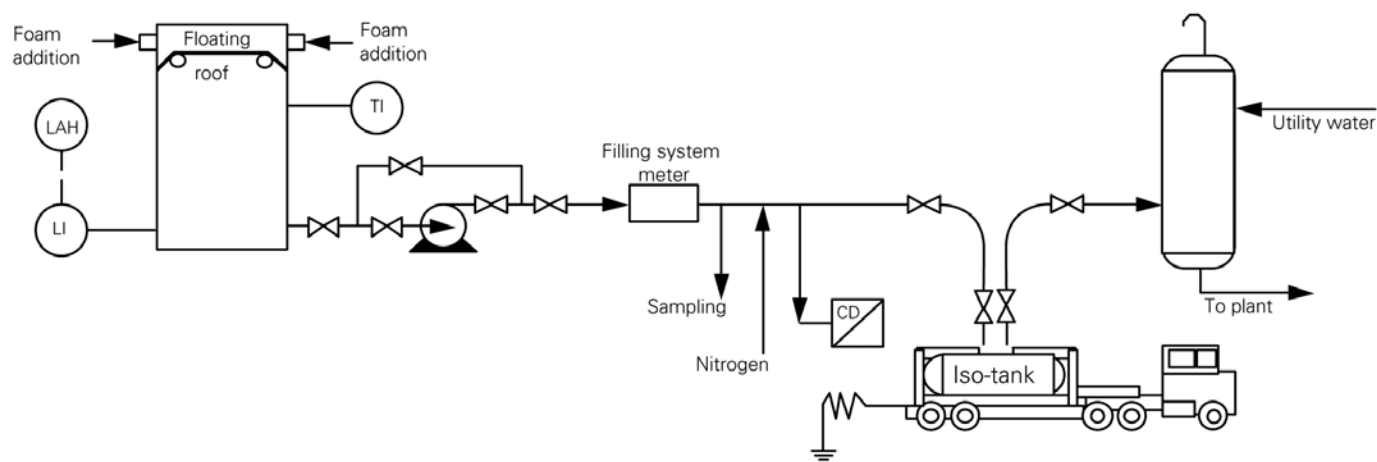 Foam
addition
Floating
roof
Foam
addition
LAH
TI
LI
Filling system
meter
Utility water
Sampling
CD
To plant
Nitrogen
Iso-tank